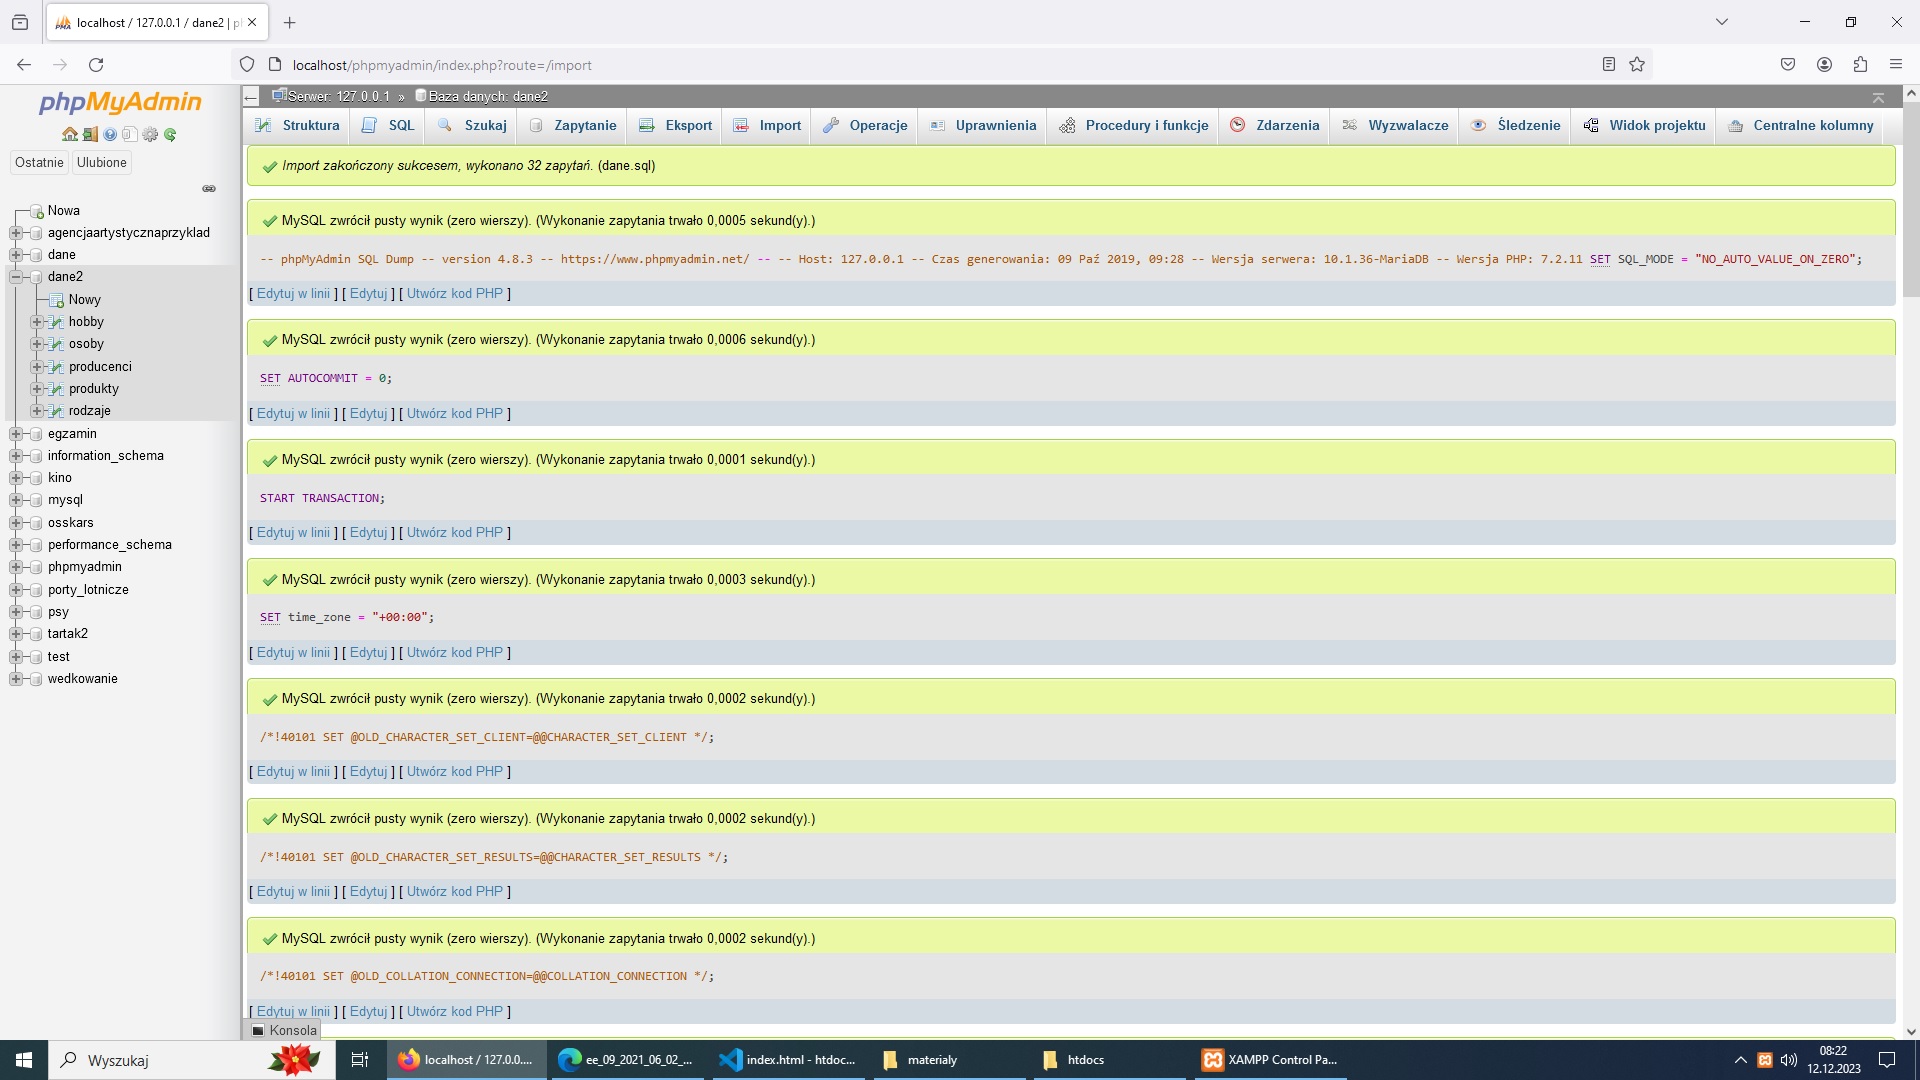 localhost / 127.0.0.1 / dane2 | p
localhost/phpmyadmin/index.php?route=/import
phpMyAdmin
Ostatnie
Ulubione
Nowa
agencjaartystycznaprzyklad
dane
dane2
Nowy
hobby
osoby
producenci
produkty
rodzaje
egzamin
information_schema
kino
mysql
osskars
performance_schema
phpmyadmin
porty_lotnicze
psy
tartak2
test
wedkowanie
Serwer: 127.0.0.1 » Baza danych: dane2
Struktura SQL Szukaj Zapytanie Eksport Import Operacje Uprawnienia Procedury i funkcje Zdarzenia Wyzwalacze Śledzenie Widok projektu Centralne kolumny
Import zakończony sukcesem, wykonano 32 zapytań. (dane.sql)
MySQL zwrócił pusty wynik (zero wierszy). (Wykonanie zapytania trwało 0,0005 sekund(y).)
-- phpMyAdmin SQL Dump -- version 4.8.3 -- https://www.phpmyadmin.net/ -- -- Host: 127.0.0.1 -- Czas generowania: 09 Paź 2019, 09:28 -- Wersja serwera: 10.1.36-MariaDB -- Wersja PHP: 7.2.11 SET SQL_MODE = "NO_AUTO_VALUE_ON_ZERO";
[ Edytuj w linii ] [ Edytuj ] [ Utwórz kod PHP ]
MySQL zwrócił pusty wynik (zero wierszy). (Wykonanie zapytania trwało 0,0006 sekund(y).)
SET AUTOCOMMIT = 0;
[ Edytuj w linii ] [ Edytuj ] [ Utwórz kod PHP ]
MySQL zwrócił pusty wynik (zero wierszy). (Wykonanie zapytania trwało 0,0001 sekund(y).)
START TRANSACTION;
[ Edytuj w linii ] [ Edytuj ] [ Utwórz kod PHP ]
MySQL zwrócił pusty wynik (zero wierszy). (Wykonanie zapytania trwało 0,0003 sekund(y).)
SET time_zone = "+00:00";
[ Edytuj w linii ] [ Edytuj ] [ Utwórz kod PHP ]
MySQL zwrócił pusty wynik (zero wierszy). (Wykonanie zapytania trwało 0,0002 sekund(y).)
/*!40101 SET @OLD_CHARACTER_SET_CLIENT=@@CHARACTER_SET_CLIENT */;
[ Edytuj w linii ] [ Edytuj ] [ Utwórz kod PHP ]
MySQL zwrócił pusty wynik (zero wierszy). (Wykonanie zapytania trwało 0,0002 sekund(y).)
/*!40101 SET @OLD_CHARACTER_SET_RESULTS=@@CHARACTER_SET_RESULTS */;
[ Edytuj w linii ] [ Edytuj ] [ Utwórz kod PHP ]
MySQL zwrócił pusty wynik (zero wierszy). (Wykonanie zapytania trwało 0,0002 sekund(y).)
/*!40101 SET @OLD_COLLATION_CONNECTION=@@COLLATION_CONNECTION */;
[ Edytuj w linii ] [ Edytuj ] [ Utwórz kod PHP ]
Konsola
Wyszukaj
localhost / 127.0.0....
ee_09_2021_06_02_...
index.html - htdoc...
materialy
htdocs
XAMPP Control Pa...
08:22
12.12.2023